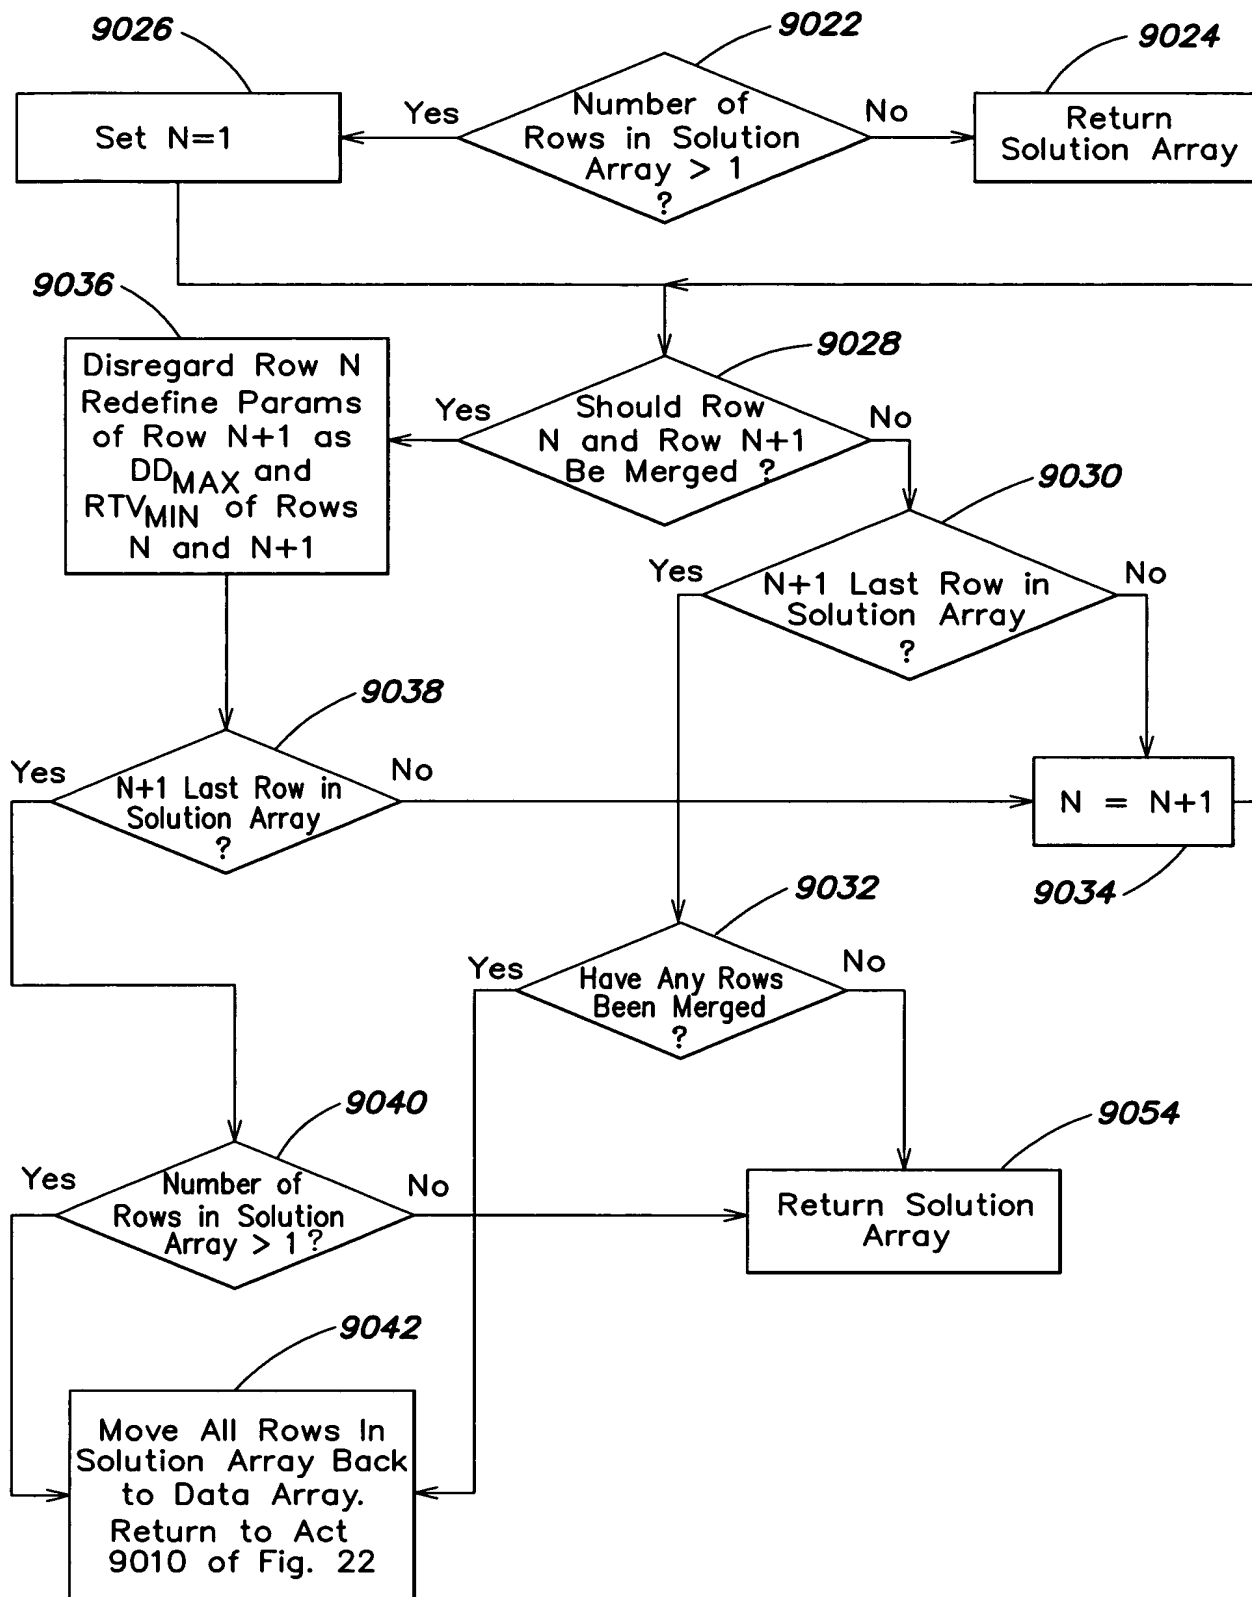 9026
9022
9024
Set N=1
Yes
Number of
Rows in Solution
Array > 1
?
No
Return
Solution Array
9036
9028
Disregard Row N
Redefine Params
of Row N+1 as
DDMAX and
RTVMIN of Rows
N and N+1
Yes
Should Row
N and Row N+1
Be Merged ?
No
9030
Yes
N+1 Last Row in
Solution Array
?
No
9038
Yes
N+1 Last Row in
Solution Array
?
No
N = N+1
9034
9032
Yes
Have Any Rows
Been Merged
?
No
9040
9054
Yes
Number of
Rows in Solution
Array > 1 ?
No
Return Solution
Array
9042
Move All Rows In
Solution Array Back
to Data Array.
Return to Act
9010 of Fig. 22